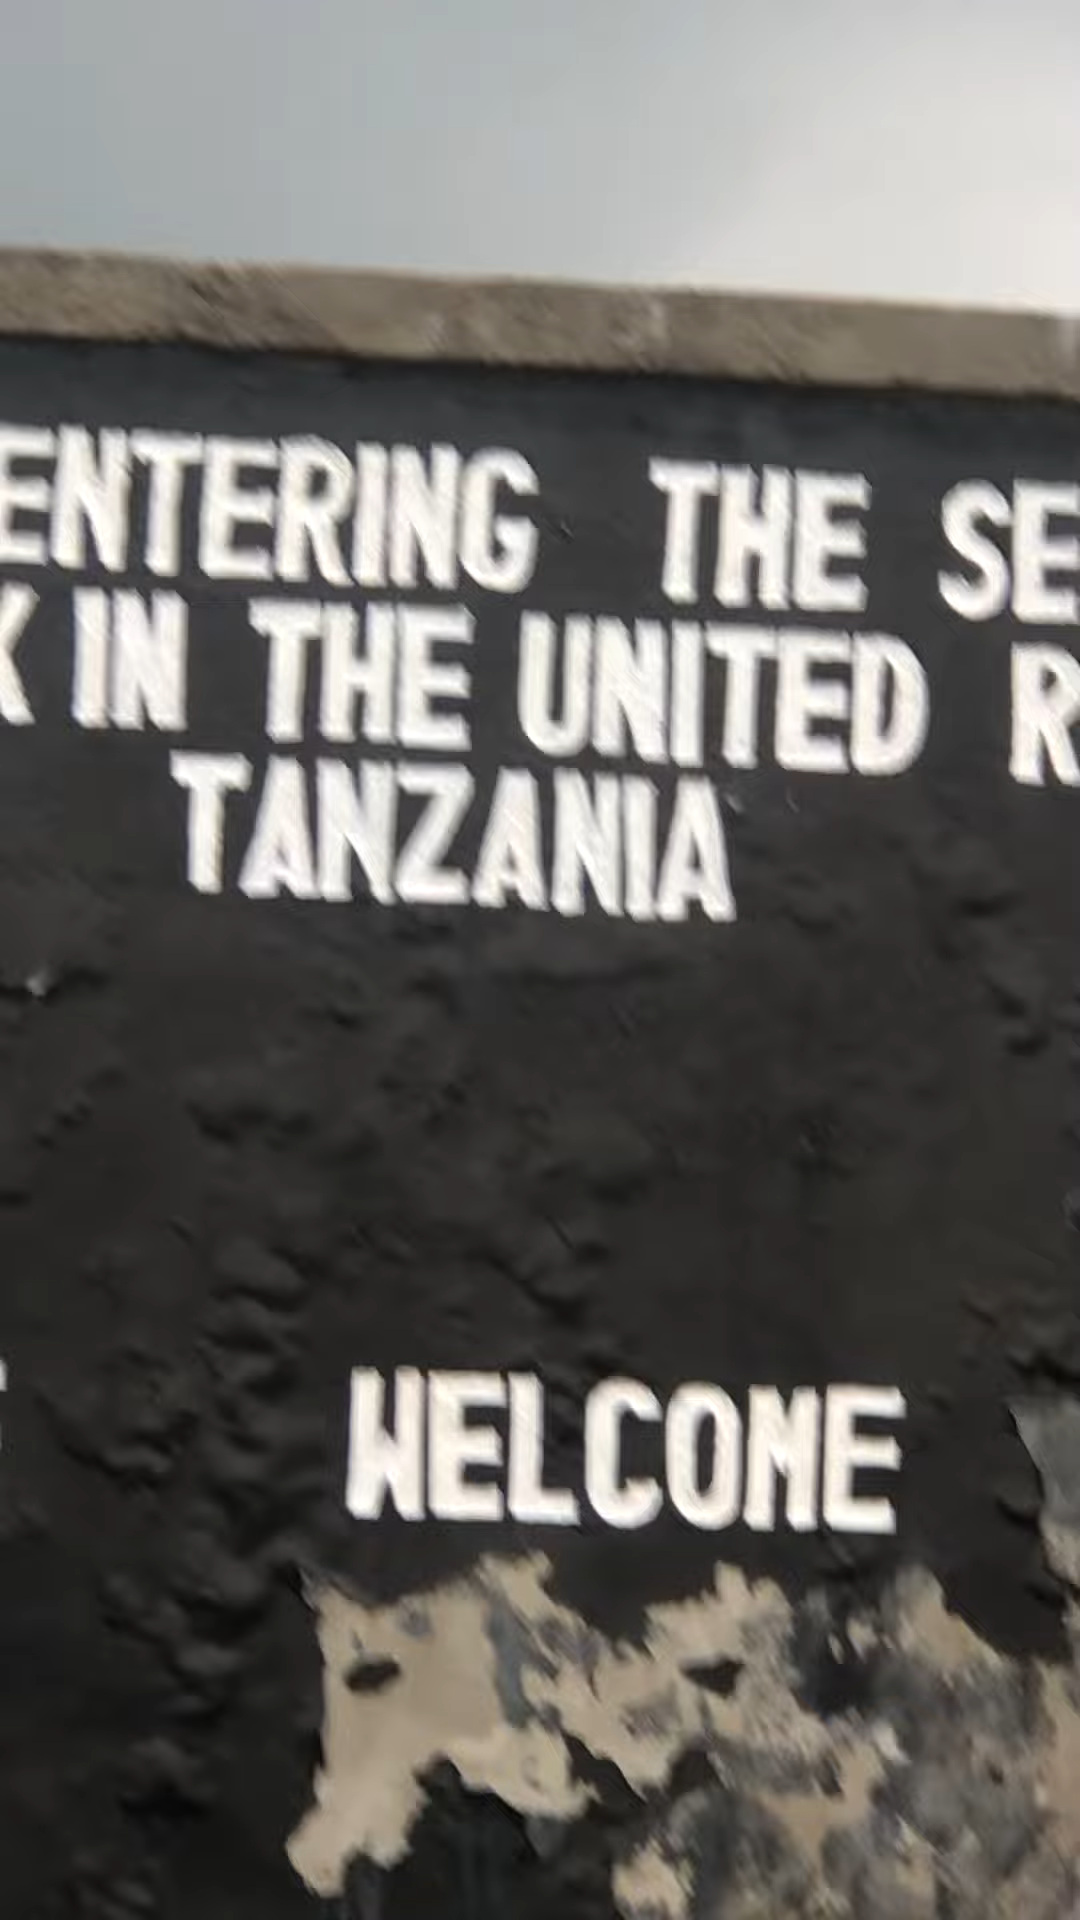 ENTERING THE SE
K IN THE UNITED R
TANZANIA
WELCOME